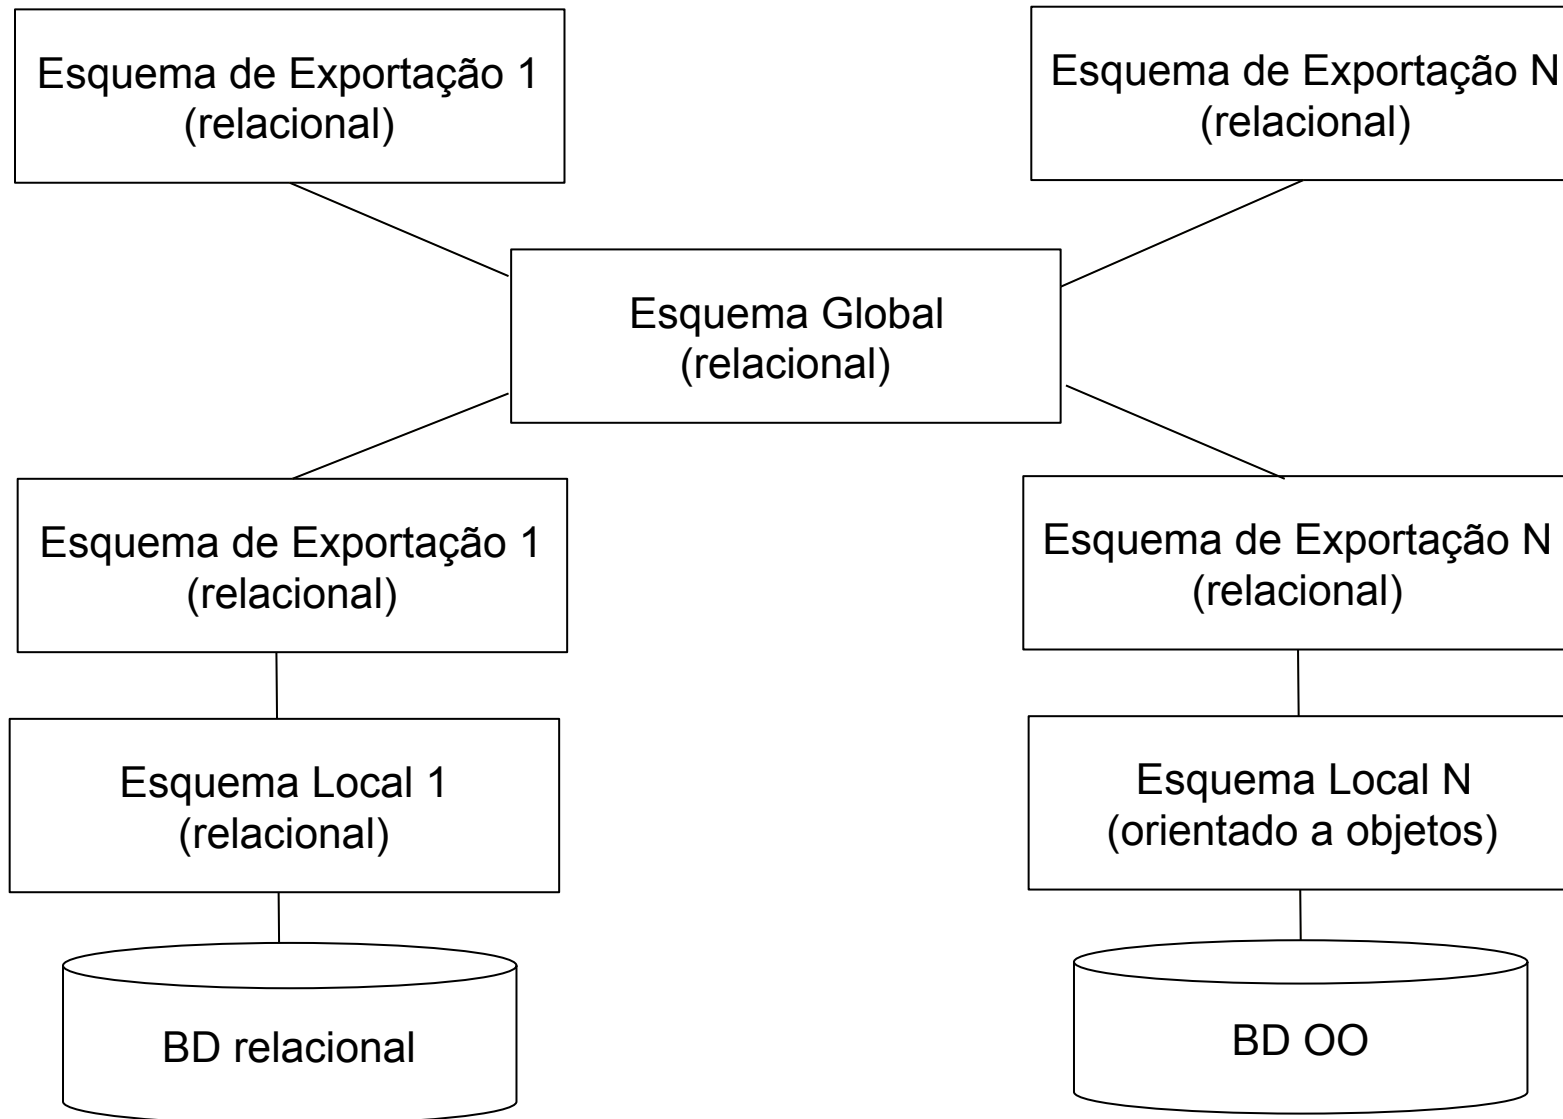 Esquema de Exportação 1
(relacional)
Esquema de Exportação N
(relacional)
Esquema Global
(relacional)
Esquema de Exportação 1
(relacional)
Esquema de Exportação N
(relacional)
Esquema Local 1
(relacional)
Esquema Local N
(orientado a objetos)
BD relacional
BD OO